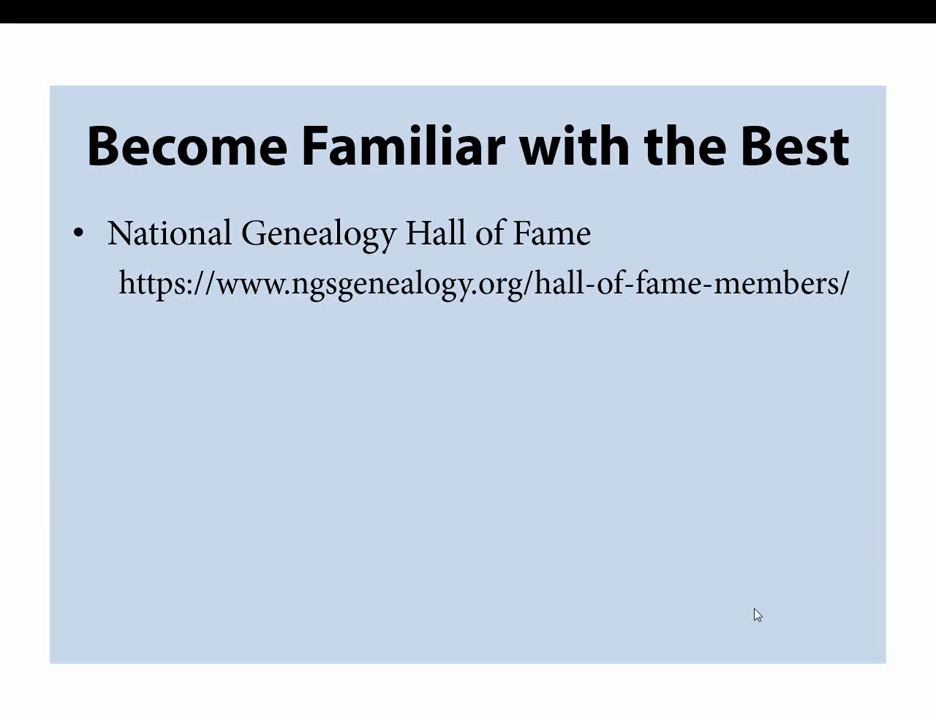 Become Familiar with the Best
• National Genealogy Hall of Fame
https://www.ngsgenealogy.org/hall-of-fame-members/